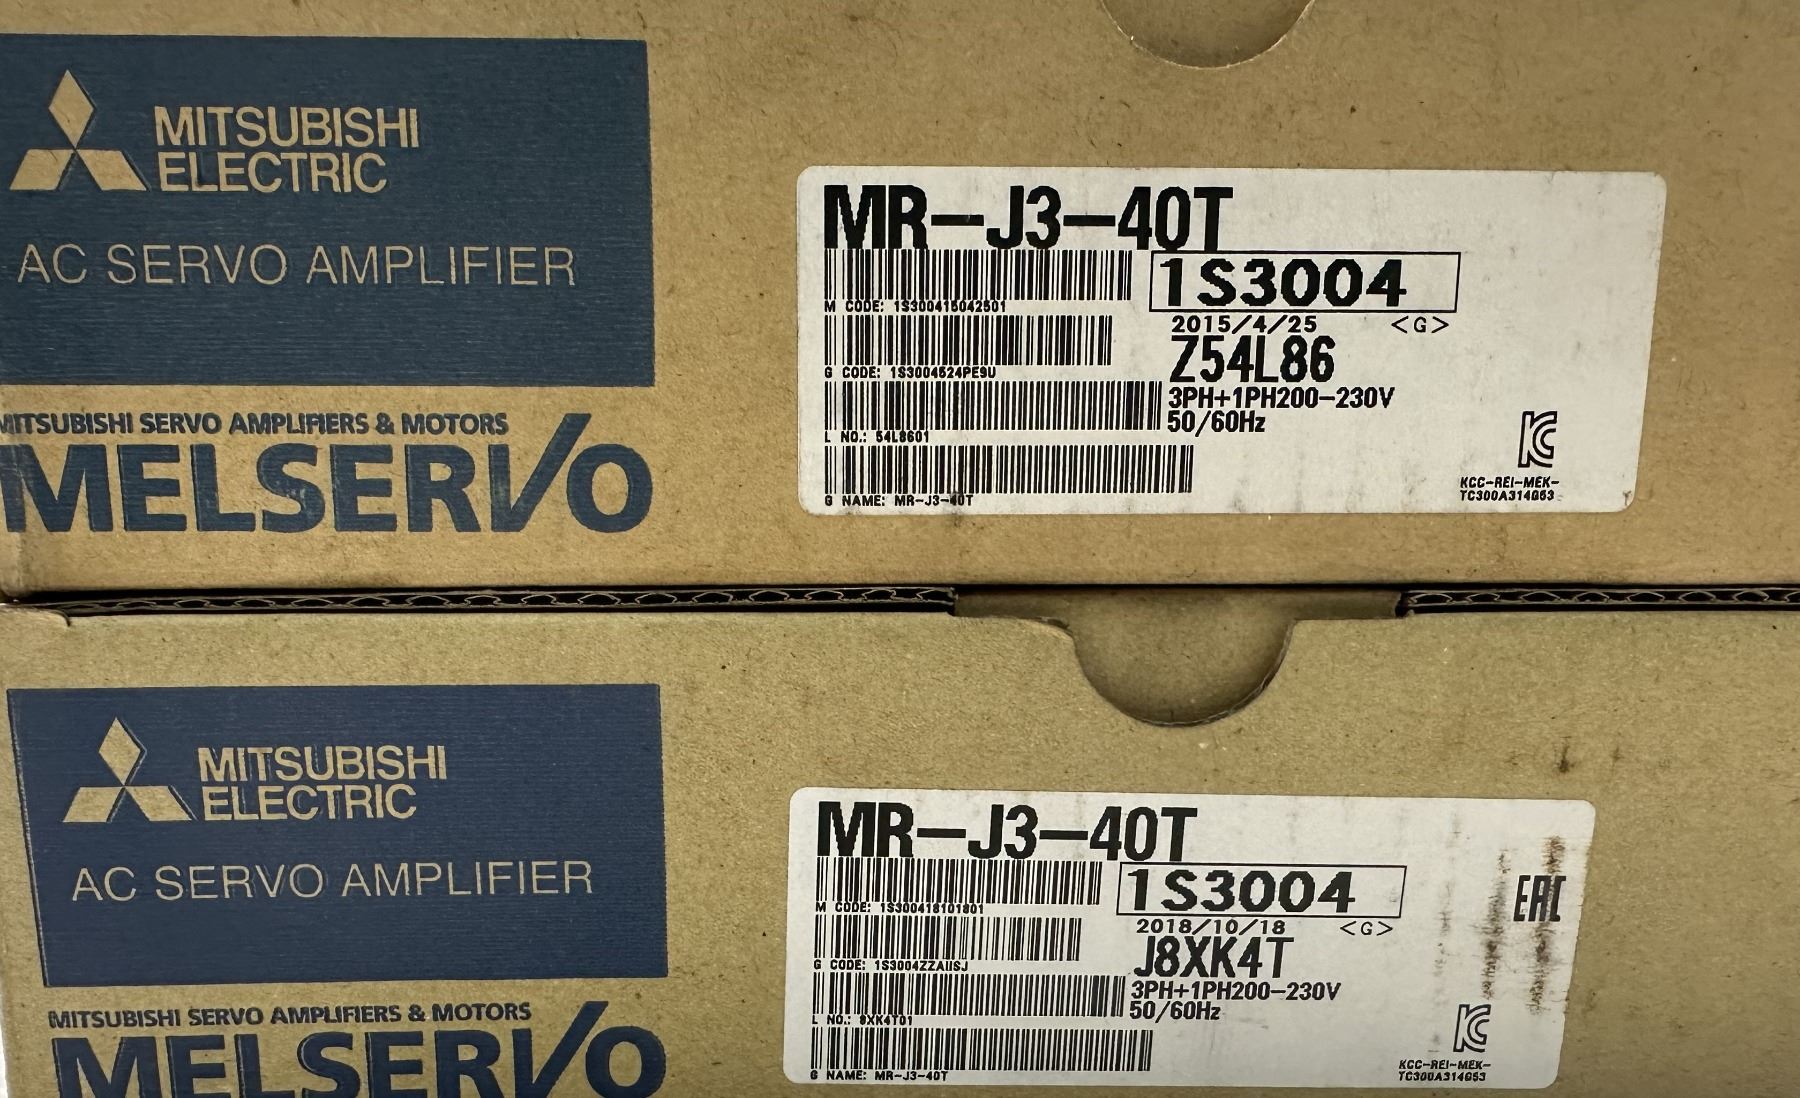 MITSUBISHI
ELECTRIC
AC SERVO AMPLIFIER
MITSUBISHI SERVO AMPLIFIERS & MOTORS
MELSERVO
MR-J3-40T
1S3004
M CODE: 1S300415042501
2015/4/25 <G>
Z54L86
G CODE: 1S3004524PE9U
3PH+1PH200-230V
50/60Hz
L NO.: 54L8601
G NAME: MR-J3-40T
KCC-REI-MEK-
TC300A314G53
MITSUBISHI
ELECTRIC
AC SERVO AMPLIFIER
MITSUBISHI SERVO AMPLIFIERS & MOTORS
MELSERVO
MR-J3-40T
1S3004
M CODE: 1S300418101801
2018/10/18 <G>
J8XK4T
G CODE:
3PH+1PH200-230V
50/60Hz
L NO.: 8XK4T01
G NAME: MR-J3-40T
EAC
KCC-REI-MEK-
TC300A314G53